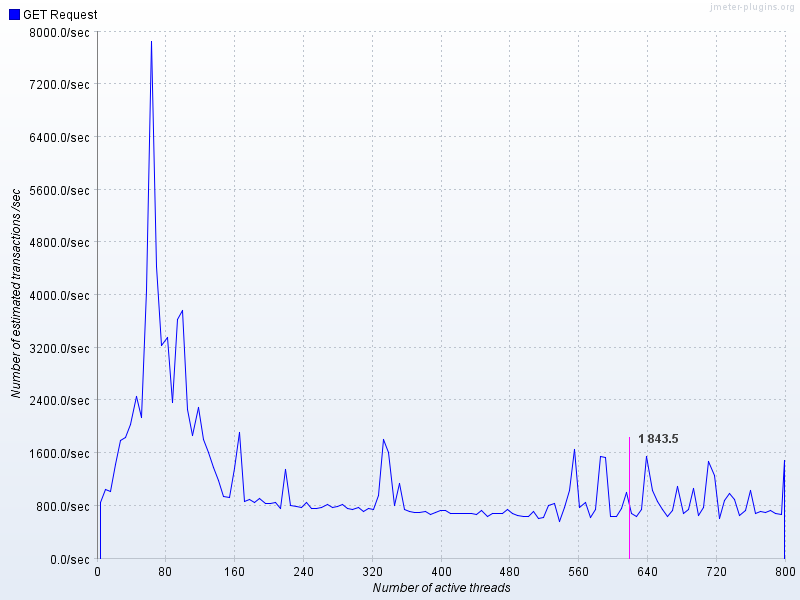 jmeter-plugins.org
GET Request
8000.0/sec
7200.0/sec
6400.0/sec
5600.0/sec
4800.0/sec
4000.0/sec
3200.0/sec
2400.0/sec
1600.0/sec
800.0/sec
0.0/sec
Number of estimated transactions /sec
1 843.5
0 80 160 240 320 400 480 560 640 720 800
Number of active threads